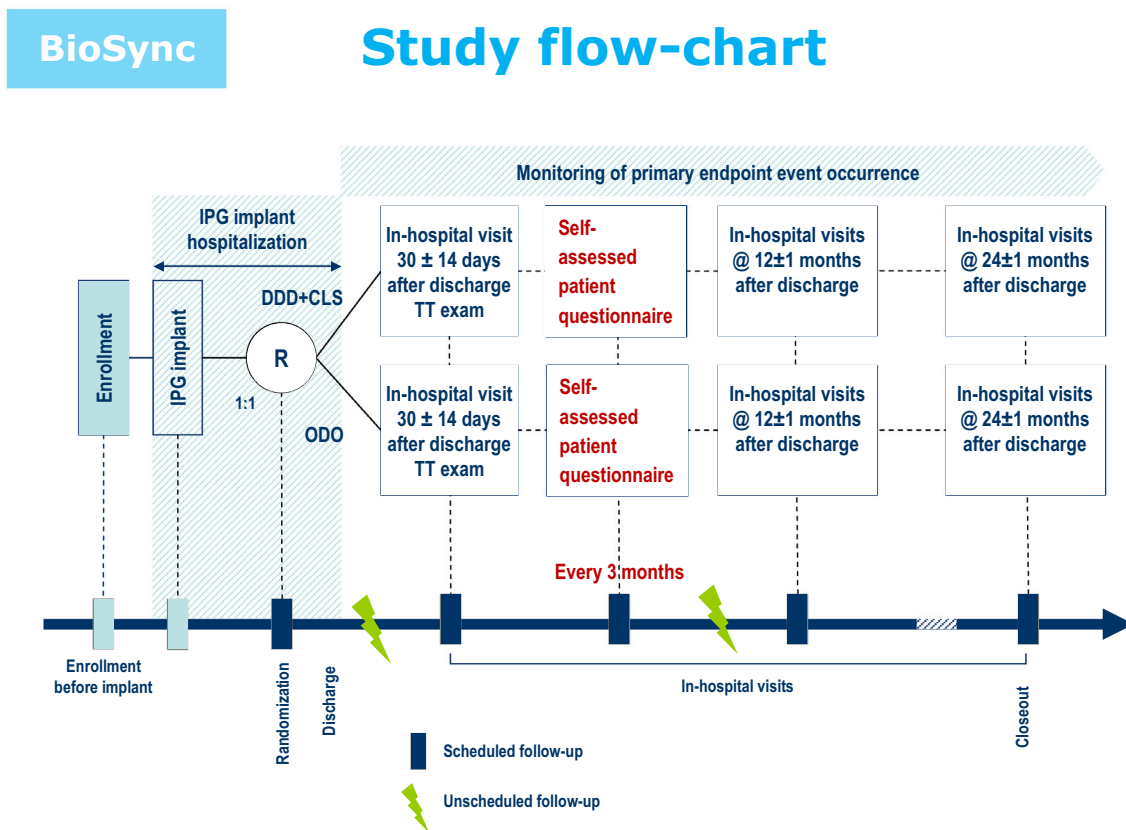 BioSync
Study flow-chart
Monitoring of primary endpoint event occurrence
IPG implant
hospitalization
DDD+CLS
Enrollment
IPG implant
R
1:1
ODO
In-hospital visit
30 ± 14 days
after discharge
TT exam
Self-
assessed
patient
questionnaire
In-hospital visits
@ 12±1 months
after discharge
In-hospital visits
@ 24±1 months
after discharge
In-hospital visit
30 ± 14 days
after discharge
TT exam
Self-
assessed
patient
questionnaire
In-hospital visits
@ 12±1 months
after discharge
In-hospital visits
@ 24±1 months
after discharge
Every 3 months
Enrollment
before implant
Randomization
Discharge
In-hospital visits
Closeout
Scheduled follow-up
Unscheduled follow-up